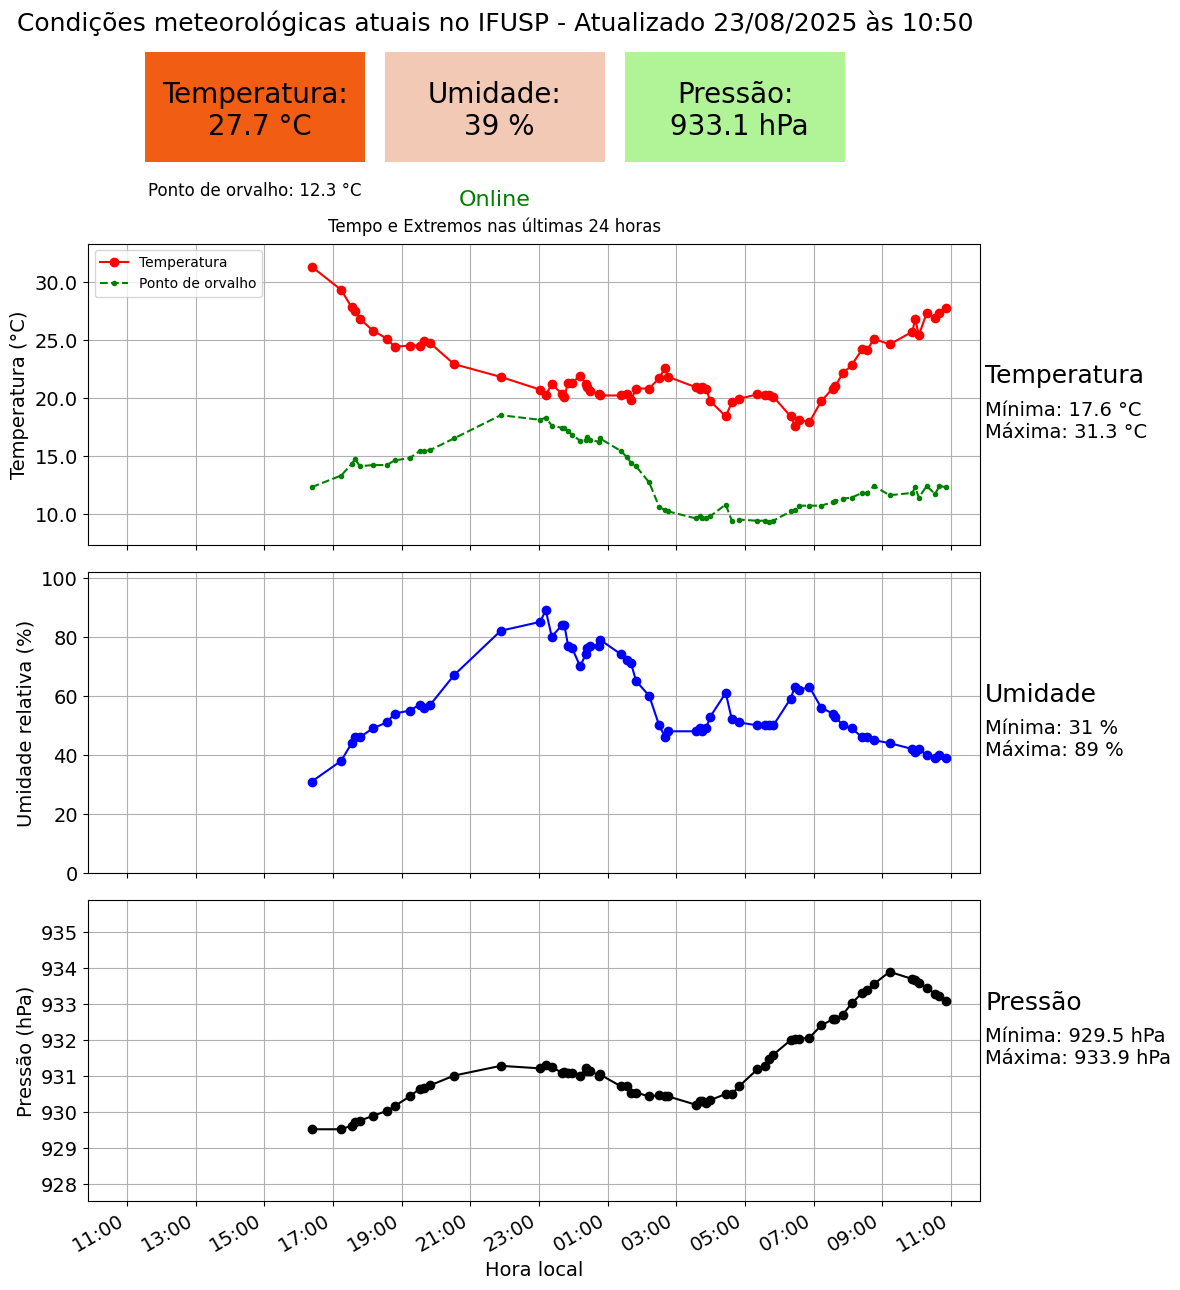 Condições meteorológicas atuais no IFUSP - Atualizado 23/08/2025 às 10:50
Temperatura:
27.7 °C
Umidade:
39 %
Pressão:
933.1 hPa
Ponto de orvalho: 12.3 °C
Online
Tempo e Extremos nas últimas 24 horas
Temperatura
Ponto de orvalho
Temperatura (°C)
30.0
25.0
20.0
15.0
10.0
Temperatura
Mínima: 17.6 °C
Máxima: 31.3 °C
Umidade relativa (%)
100
80
60
40
20
0
Umidade
Mínima: 31 %
Máxima: 89 %
Pressão (hPa)
935
934
933
932
931
930
929
928
Pressão
Mínima: 929.5 hPa
Máxima: 933.9 hPa
11:00 13:00 15:00 17:00 19:00 21:00 23:00 01:00 03:00 05:00 07:00 09:00 11:00
Hora local